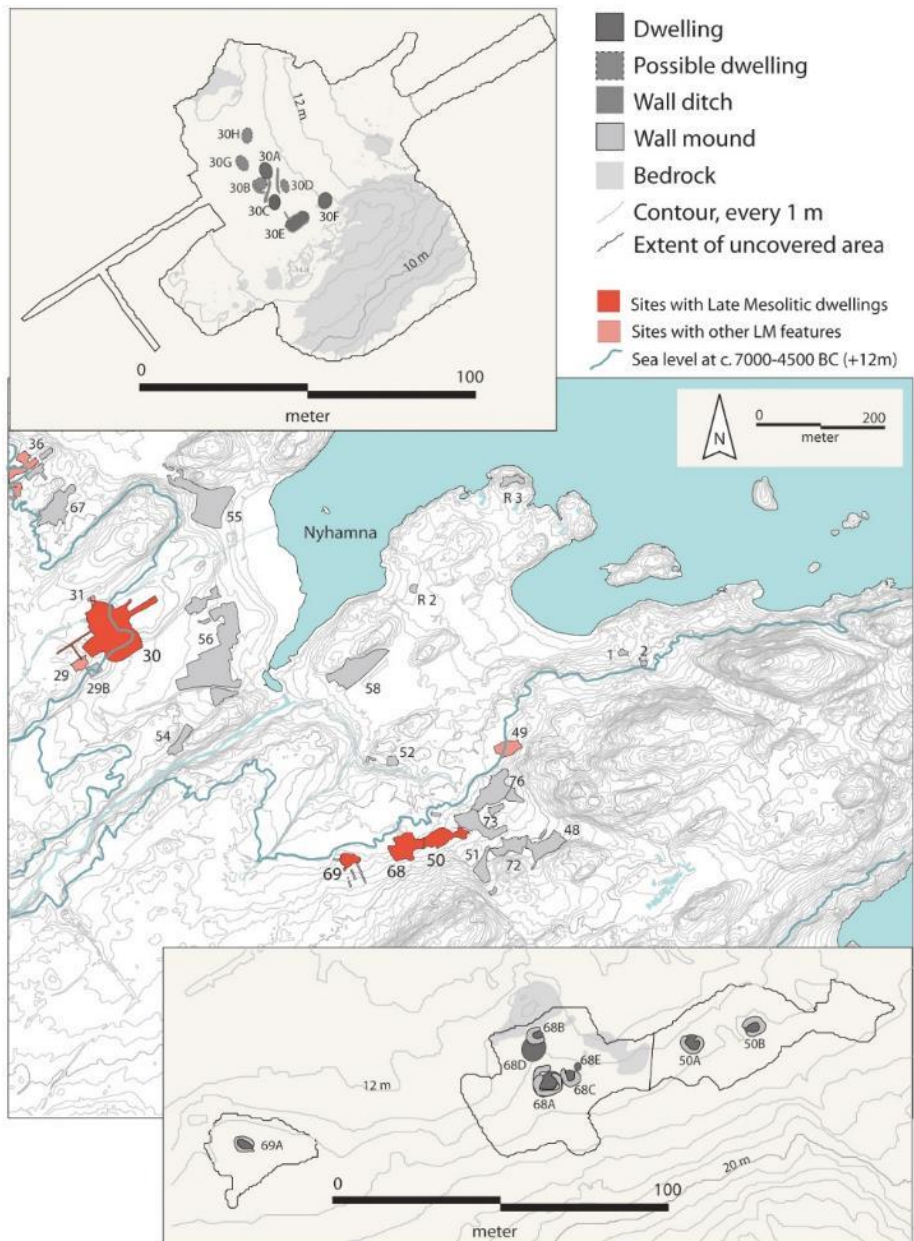 Dwelling
Possible dwelling
Wall ditch
Wall mound
Bedrock
Contour, every 1 m
Extent of uncovered area
Sites with Late Mesolitic dwellings
Sites with other LM features
Sea level at c. 7000-4500 BC (+12m)
12 m
30H
30A
30G
30B
30D
30C
30F
30E
10 m
0 100
meter
N
0 200
meter
36
67
55
R 3
Nyhamna
31
R 2
56
30
29
29B
1 2
58
54
52
49
76
73
48
69
68
50
51
72
68B
68D
68E
50A
50B
68C
68A
12 m
69A
20 m
0 100
meter